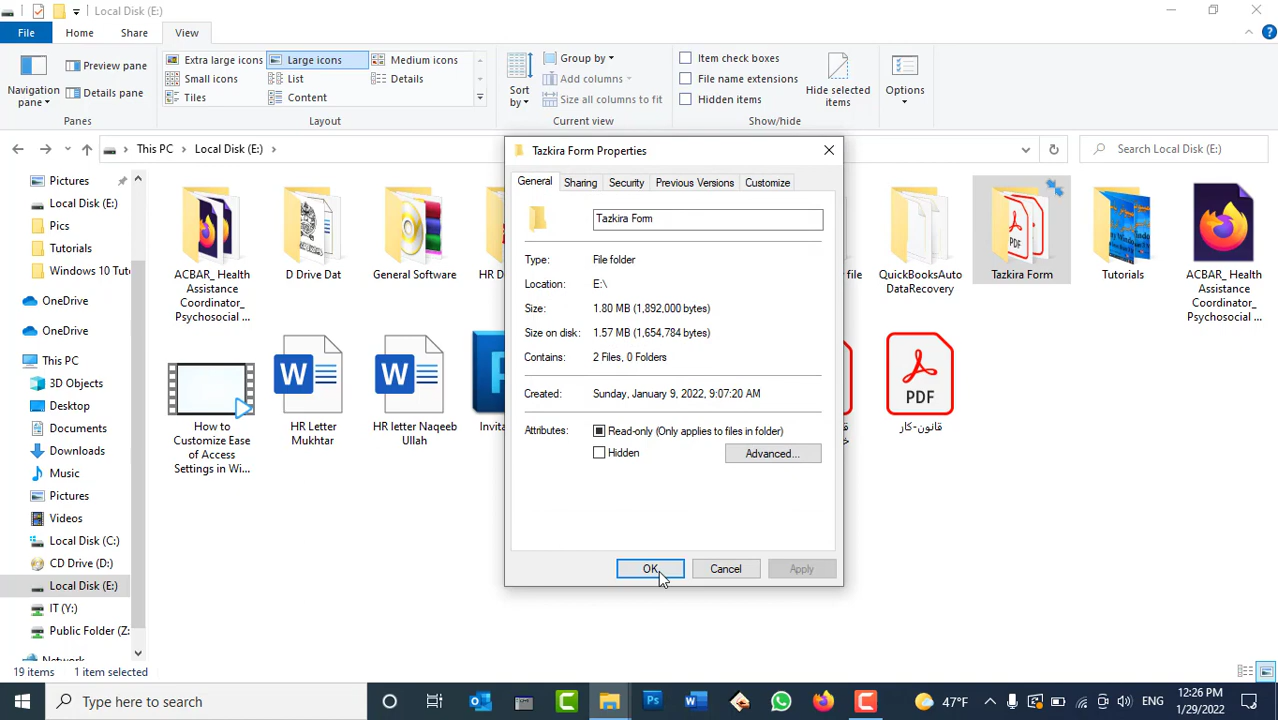 Local Disk (E:)
File
Home
Share
View
Navigation pane
Preview pane
Details pane
Panes
Extra large icons
Large icons
Medium icons
Small icons
List
Details
Tiles
Content
Layout
Sort by
Group by
Add columns
Size all columns to fit
Current view
Item check boxes
File name extensions
Hidden items
Hide selected items
Show/hide
Options
This PC
Local Disk (E:)
Search Local Disk (E:)
Pictures
Local Disk (E:)
Pics
Tutorials
Windows 10 Tut
OneDrive
OneDrive
This PC
3D Objects
Desktop
Documents
Downloads
Music
Pictures
Videos
Local Disk (C:)
CD Drive (D:)
Local Disk (E:)
IT (Y:)
Public Folder (Z:
Network
ACBAR_ Health
Assistance
Coordinator_
Psychosocial ...
D Drive Dat
General Software
HR D
file
QuickBooksAuto
DataRecovery
Tazkira Form
Tutorials
ACBAR_ Health
Assistance
Coordinator_
Psychosocial ...
How to
Customize Ease
of Access
Settings in Wi...
HR Letter
Mukhtar
HR letter Naqeeb
Ullah
Invita
PDF
PDF
قانون-کار
Tazkira Form Properties
General
Sharing
Security
Previous Versions
Customize
Tazkira Form
Type: File folder
Location: E:\
Size: 1.80 MB (1,892,000 bytes)
Size on disk: 1.57 MB (1,654,784 bytes)
Contains: 2 Files, 0 Folders
Created: Sunday, January 9, 2022, 9:07:20 AM
Attributes: Read-only (Only applies to files in folder)
Hidden
Advanced...
OK
Cancel
Apply
19 items
1 item selected
Type here to search
47°F
ENG
12:26 PM
1/29/2022